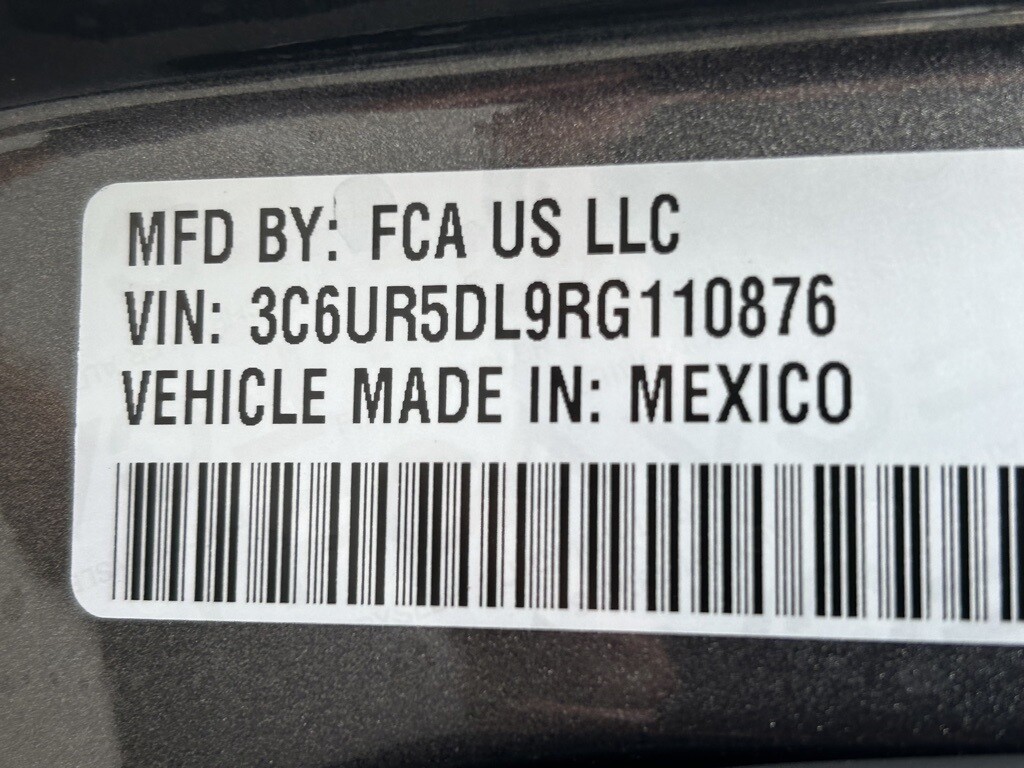 MFD BY: FCA US LLC
VIN: 3C6UR5DL9RG110876
VEHICLE MADE IN: MEXICO